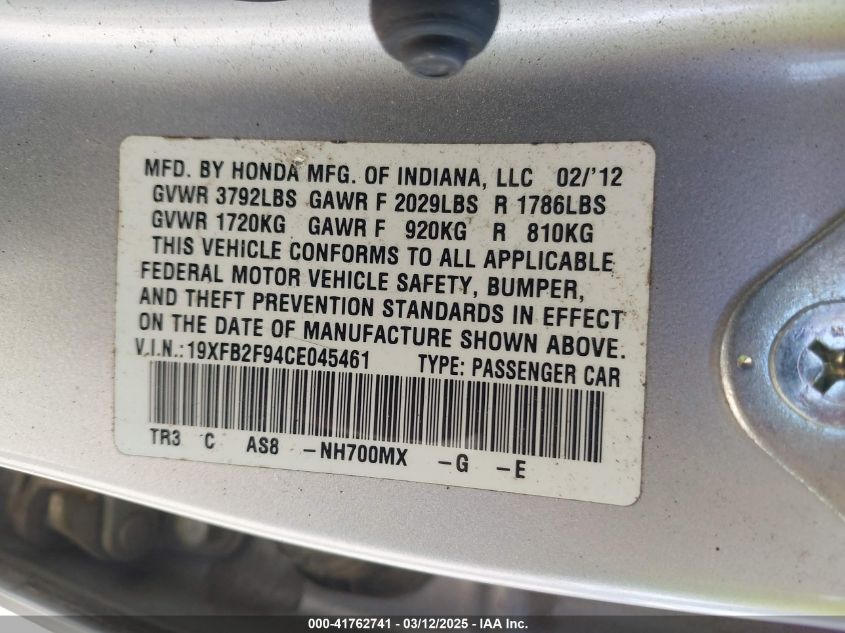 MFD. BY HONDA MFG. OF INDIANA, LLC 02/'12
GVWR 3792LBS GAWR F 2029LBS R 1786LBS
GVWR 1720KG GAWR F 920KG R 810KG
THIS VEHICLE CONFORMS TO ALL APPLICABLE
FEDERAL MOTOR VEHICLE SAFETY, BUMPER,
AND THEFT PREVENTION STANDARDS IN EFFECT
ON THE DATE OF MANUFACTURE SHOWN ABOVE.
V.I.N.:19XFB2F94CE045461 TYPE: PASSENGER CAR
TR3 C AS8 -NH700MX -G -E
000-41762741 - 03/12/2025 - IAA Inc.